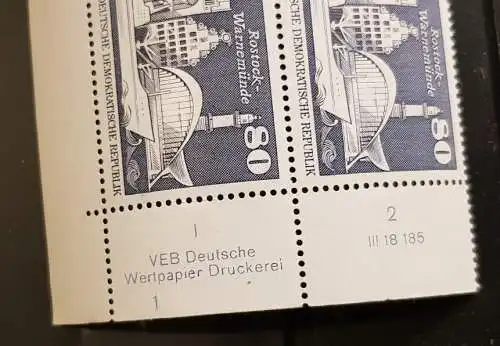 DEUTSCHE DEMOKRATISCHE REPUBLIK
Rostock-
Warnemünde
80
DEUTSCHE DEMOKRATISCHE REPUBLIK
Rostock-
Warnemünde
80
1
VEB Deutsche
Wertpapier Druckerei
1
2
III 18 185